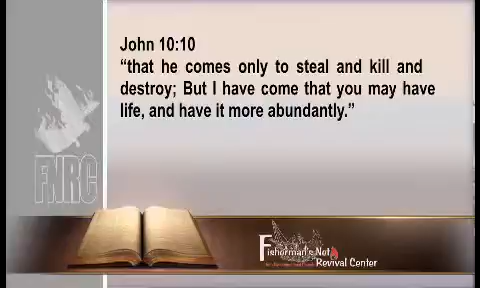 John 10:10
“that he comes only to steal and kill and
destroy; But I have come that you may have
life, and have it more abundantly.”
FNRC
Fisherman's Net
Revival Center